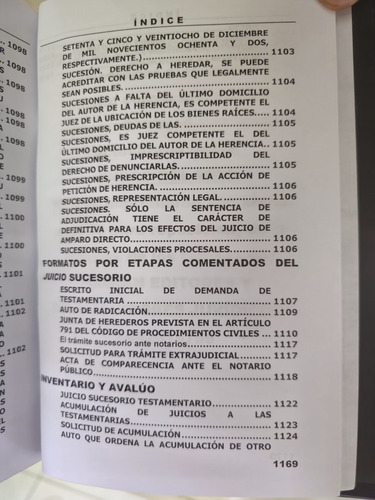 ÍNDICE
SETENTA Y CINCO Y VEINTIOCHO DE DICIEMBRE
DE MIL NOVECIENTOS OCHENTA Y DOS,
RESPECTIVAMENTE.) 1103
SUCESIÓN. DERECHO A HEREDAR, SE PUEDE
ACREDITAR CON LAS PRUEBAS QUE LEGALMENTE
SEAN POSIBLES. 1104
SUCESIONES A FALTA DEL ÚLTIMO DOMICILIO
DEL AUTOR DE LA HERENCIA, ES COMPETENTE EL
JUEZ DE LA UBICACIÓN DE LOS BIENES RAÍCES..... 1104
SUCESIONES, DEUDAS DE LAS. 1105
SUCESIONES, ES JUEZ COMPETENTE EL DEL
ÚLTIMO DOMICILIO DEL AUTOR DE LA HERENCIA.. 1105
SUCESIONES, IMPRESCRIPTIBILIDAD DEL
DERECHO DE DENUNCIARLAS. 1105
SUCESIONES, PRESCRIPCIÓN DE LA ACCIÓN DE
PETICIÓN DE HERENCIA. 1106
SUCESIONES, REPRESENTACIÓN LEGAL. 1106
SUCESIONES. SÓLO LA SENTENCIA DE
ADJUDICACIÓN TIENE EL CARÁCTER DE
DEFINITIVA PARA LOS EFECTOS DEL JUICIO DE
AMPARO DIRECTO. 1106
SUCESIONES, VIOLACIONES PROCESALES. 1106
FORMATOS POR ETAPAS COMENTADOS DEL
JUICIO SUCESORIO
ESCRITO INICIAL DE DEMANDA DE
TESTAMENTARIA 1107
AUTO DE RADICACIÓN 1109
JUNTA DE HEREDEROS PREVISTA EN EL ARTÍCULO
791 DEL CÓDIGO DE PROCEDIMIENTOS CIVILES ... 1110
El trámite sucesorio ante notarios 1117
SOLICITUD PARA TRÁMITE EXTRAJUDICIAL 1117
ACTA DE COMPARECENCIA ANTE EL NOTARIO
PÚBLICO 1118
INVENTARIO Y AVALÚO
JUICIO SUCESORIO TESTAMENTARIO 1122
ACUMULACIÓN DE JUICIOS A LAS
TESTAMENTARÍAS 1123
SOLICITUD DE ACUMULACIÓN 1124
AUTO QUE ORDENA LA ACUMULACIÓN DE OTRO
1169